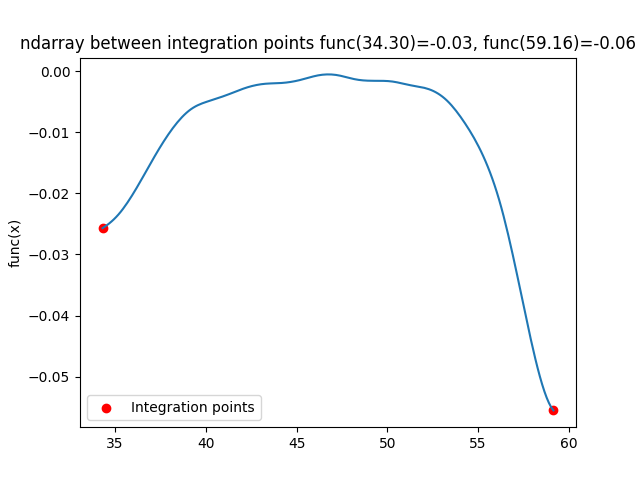 ndarray between integration points func(34.30)=-0.03, func(59.16)=-0.06
0.00
−0.01
−0.02
−0.03
−0.04
−0.05
func(x)
Integration points
35 40 45 50 55 60